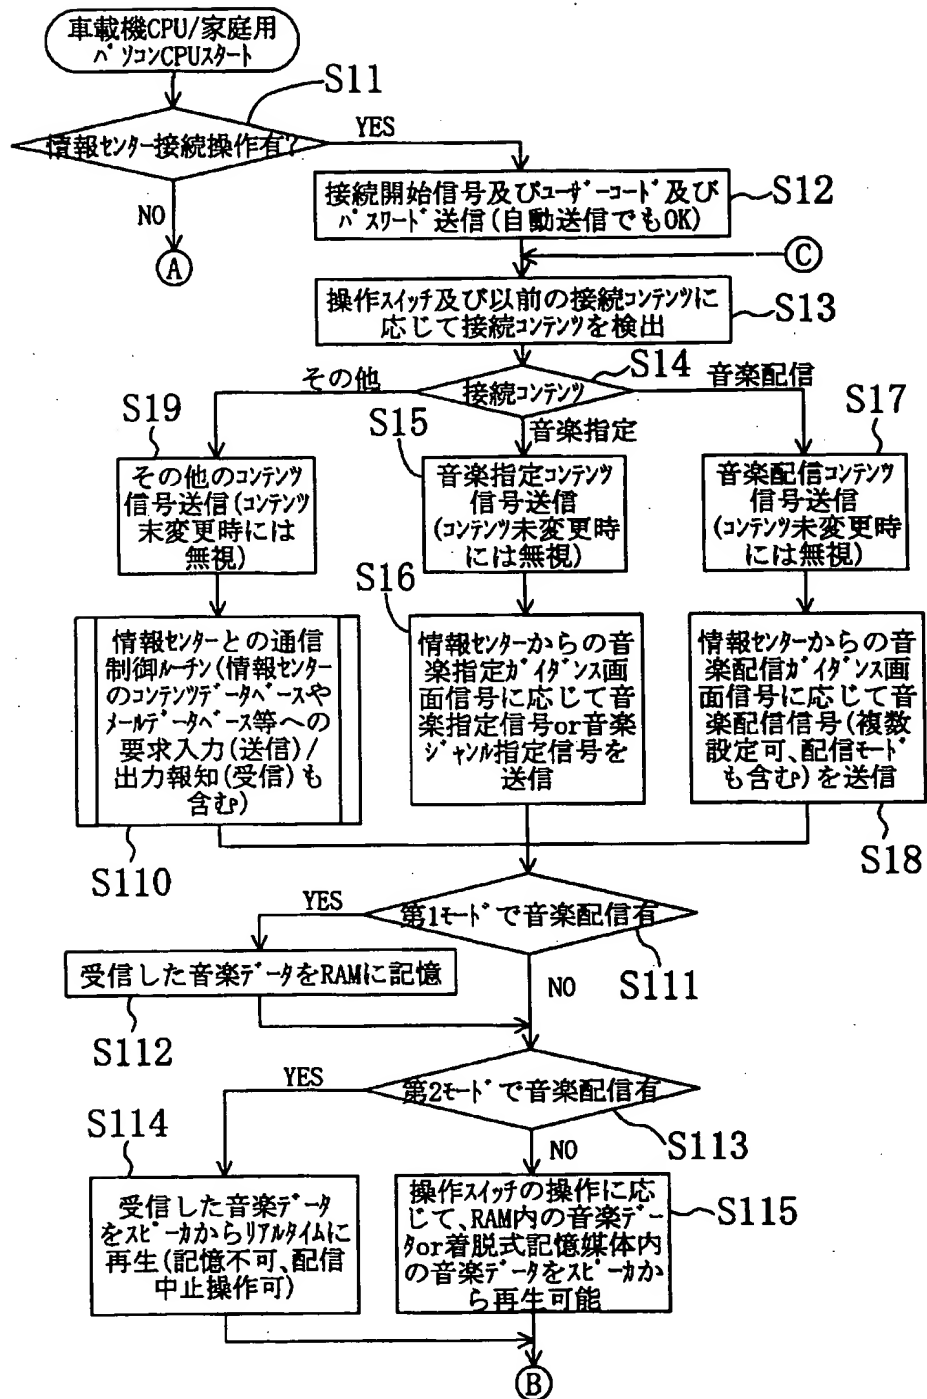 車載機CPU/家庭用
パソコンCPUスタート
S11
情報センター接続操作有?
YES
NO
A
接続開始信号及びユーザーコード及び
パスワード送信(自動送信でもOK)
S12
C
操作スイッチ及び以前の接続コンテンツに
応じて接続コンテンツを検出
S13
S14
その他
接続コンテンツ
音楽配信
音楽指定
S19
S15
S17
その他のコンテンツ
信号送信(コンテンツ
末変更時には
無視)
音楽指定コンテンツ
信号送信
(コンテンツ未変更時
には無視)
音楽配信コンテンツ
信号送信
(コンテンツ未変更時
には無視)
S16
情報センターとの通信
制御ルーチン(情報センター
のコンテンツデータベースや
メールデータベース等への
要求入力(送信)/
出力報知(受信)も
含む)
情報センターからの音
楽指定ガイダンス画
面信号に応じて音
楽指定信号or音楽
ジャンル指定信号を
送信
情報センターからの音
楽配信ガイダンス画
面信号に応じて音
楽配信信号(複数
設定可、配信モード
も含む)を送信
S110
S18
YES
第1モードで音楽配信有
S111
NO
受信した音楽データをRAMに記憶
S112
YES
第2モードで音楽配信有
S113
NO
S114
受信した音楽データ
をスピーカからリアルタイムに
再生(記憶不可、配信
中止操作可)
操作スイッチの操作に応
じて、RAM内の音楽デー
タor着脱式記憶媒体内
の音楽データをスピーカか
ら再生可能
S115
B